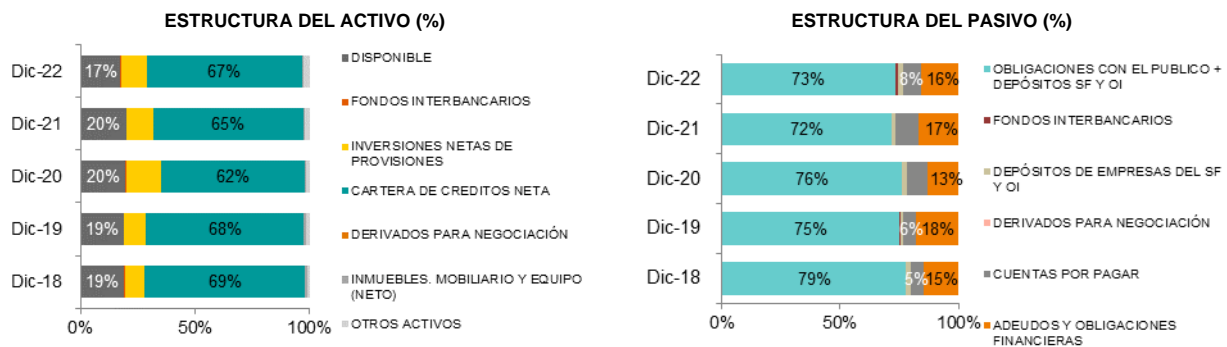 ESTRUCTURA DEL ACTIVO (%)
Dic-22
17%
67%
Dic-21
20%
65%
Dic-20
20%
62%
Dic-19
19%
68%
Dic-18
19%
69%
0%
50%
100%
DISPONIBLE
FONDOS INTERBANCARIOS
INVERSIONES NETAS DE
PROVISIONES
CARTERA DE CREDITOS NETA
DERIVADOS PARA NEGOCIACIÓN
INMUEBLES. MOBILIARIO Y EQUIPO
(NETO)
OTROS ACTIVOS
ESTRUCTURA DEL PASIVO (%)
Dic-22
73%
8%
16%
Dic-21
72%
17%
Dic-20
76%
13%
Dic-19
75%
6%
18%
Dic-18
79%
5%
15%
0%
50%
100%
OBLIGACIONES CON EL PUBLICO +
DEPÓSITOS SF Y OI
FONDOS INTERBANCARIOS
DEPÓSITOS DE EMPRESAS DEL SF
Y OI
DERIVADOS PARA NEGOCIACIÓN
CUENTAS POR PAGAR
ADEUDOS Y OBLIGACIONES
FINANCIERAS